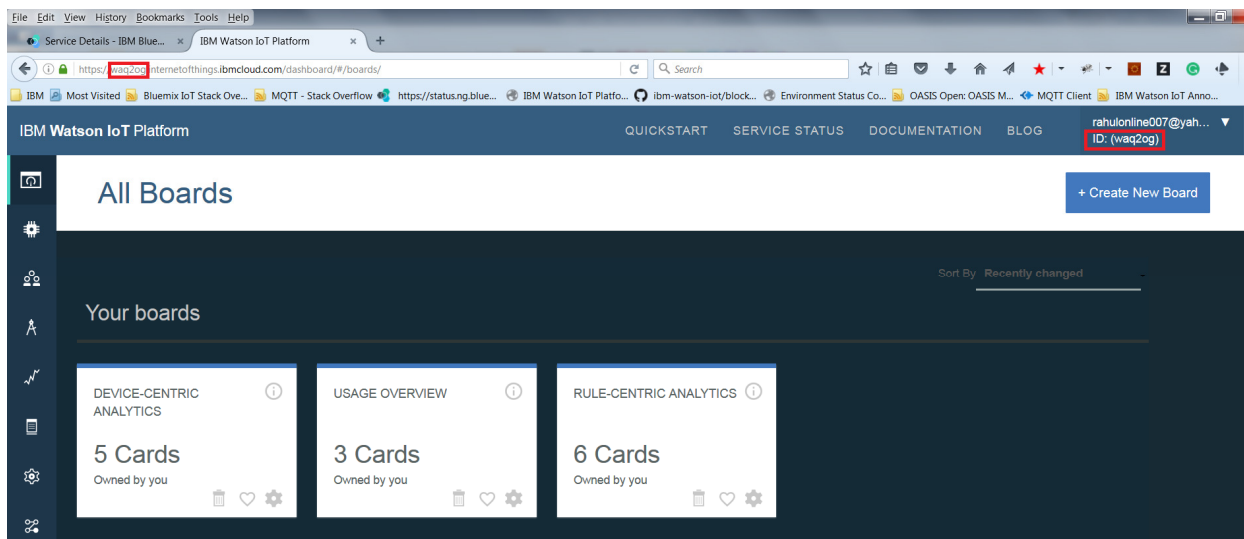 File Edit View History Bookmarks Tools Help
Service Details - IBM Blue... × IBM Watson IoT Platform × +
https://waq2og.internetofthings.ibmcloud.com/dashboard/#/boards/ Search
IBM Most Visited Bluemix IoT Stack Ove... MQTT - Stack Overflow https://status.ng.blue... IBM Watson IoT Platfo... ibm-watson-iot/block... Environment Status Co... OASIS Open: OASIS M... MQTT Client IBM Watson IoT Anno...
IBM Watson IoT Platform QUICKSTART SERVICE STATUS DOCUMENTATION BLOG rahulonline007@yah... ▼
ID: (waq2og)
All Boards + Create New Board
Sort By Recently changed
Your boards
DEVICE-CENTRIC ANALYTICS
5 Cards
Owned by you
USAGE OVERVIEW
3 Cards
Owned by you
RULE-CENTRIC ANALYTICS
6 Cards
Owned by you